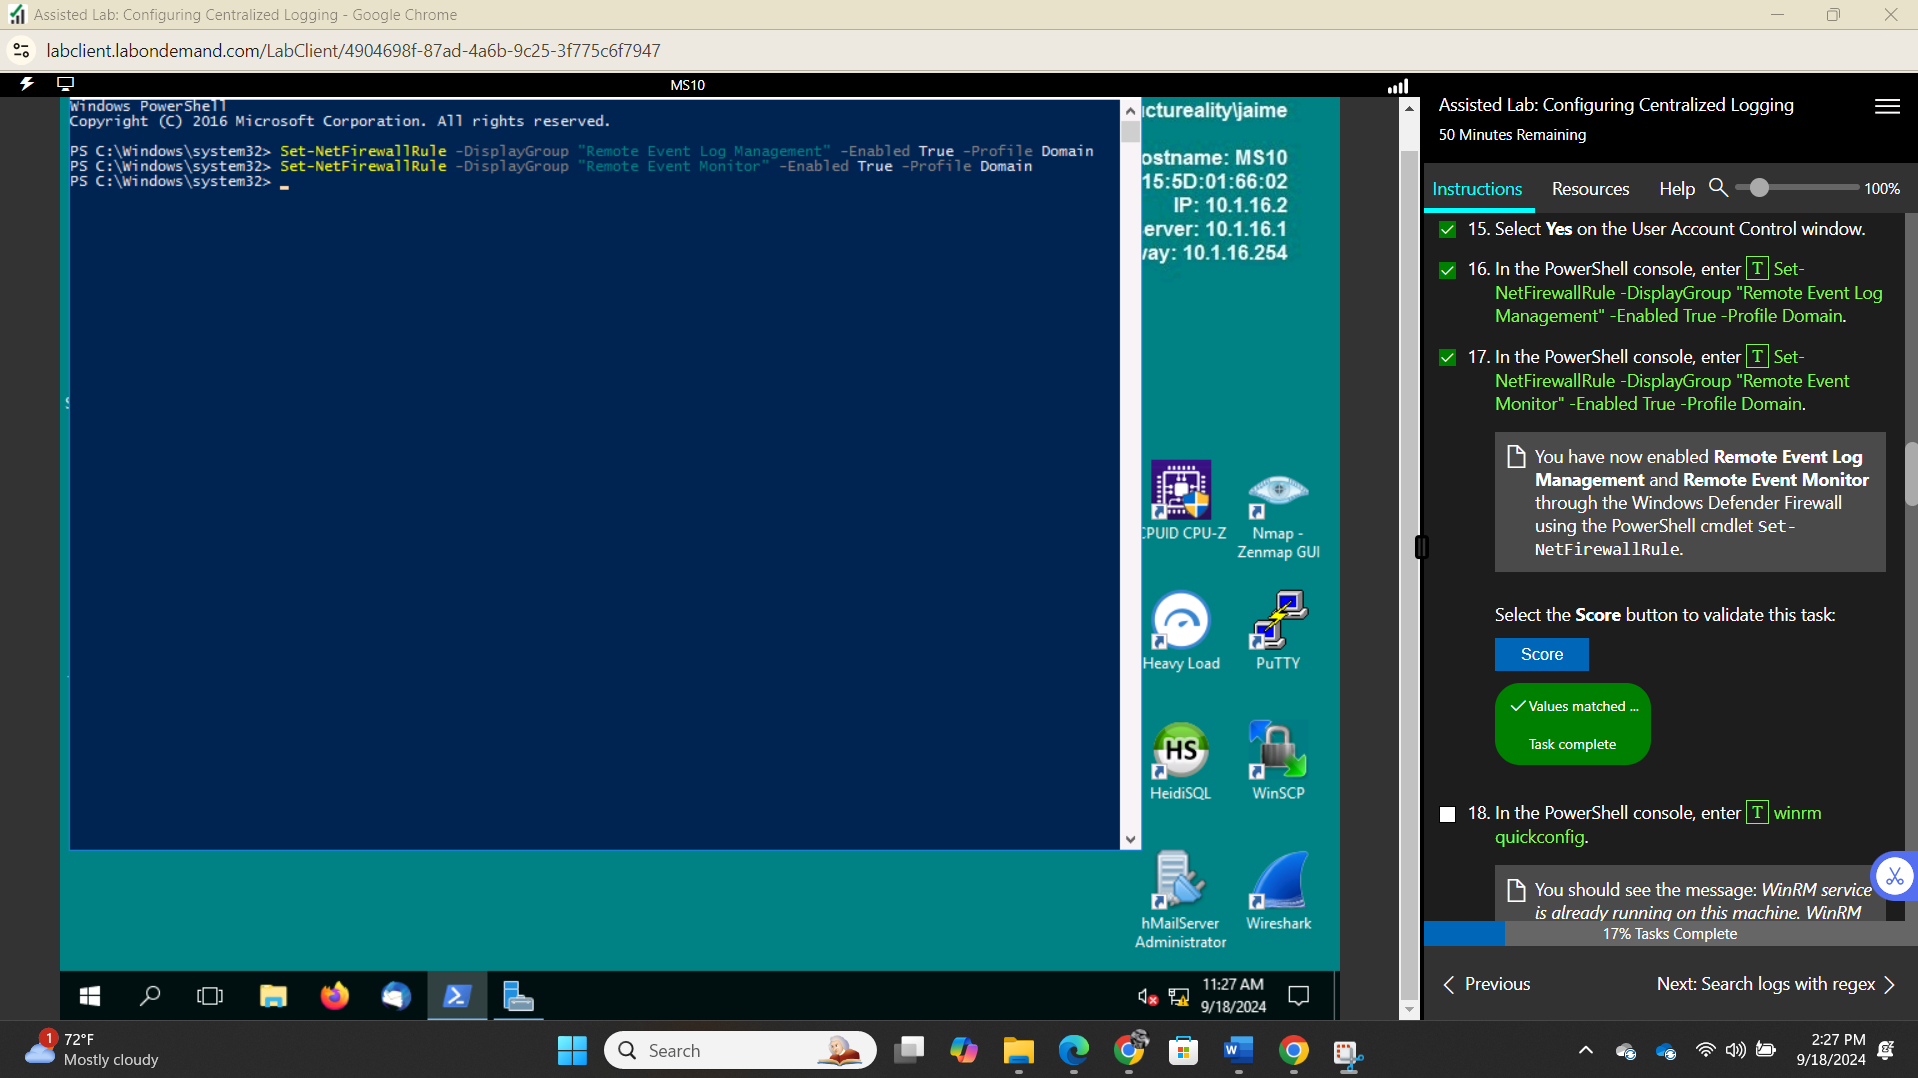 Assisted Lab: Configuring Centralized Logging - Google Chrome
labclient.labondemand.com/LabClient/4904698f-87ad-4a6b-9c25-3f775c6f7947
MS10
Windows PowerShell
Copyright (C) 2016 Microsoft Corporation. All rights reserved.
PS C:\Windows\system32> Set-NetFirewallRule -DisplayGroup "Remote Event Log Management" -Enabled True -Profile Domain
PS C:\Windows\system32> Set-NetFirewallRule -DisplayGroup "Remote Event Monitor" -Enabled True -Profile Domain
PS C:\Windows\system32> _
ctureality\jaime
ostname: MS10
15:5D:01:66:02
IP: 10.1.16.2
erver: 10.1.16.1
way: 10.1.16.254
CPUID CPU-Z
Nmap -
Zenmap GUI
Heavy Load
PuTTY
HS
HeidiSQL
WinSCP
hMailServer
Administrator
Wireshark
11:27 AM
9/18/2024
Assisted Lab: Configuring Centralized Logging
50 Minutes Remaining
Instructions
Resources
Help
100%
15. Select Yes on the User Account Control window.
16. In the PowerShell console, enter T Set-
NetFirewallRule -DisplayGroup "Remote Event Log
Management" -Enabled True -Profile Domain.
17. In the PowerShell console, enter T Set-
NetFirewallRule -DisplayGroup "Remote Event
Monitor" -Enabled True -Profile Domain.
You have now enabled Remote Event Log
Management and Remote Event Monitor
through the Windows Defender Firewall
using the PowerShell cmdlet Set-
NetFirewallRule.
Select the Score button to validate this task:
Score
Values matched ...
Task complete
18. In the PowerShell console, enter T winrm
quickconfig.
You should see the message: WinRM service
is already running on this machine. WinRM
17% Tasks Complete
Previous
Next: Search logs with regex
1
72°F
Mostly cloudy
Search
W
2:27 PM
9/18/2024